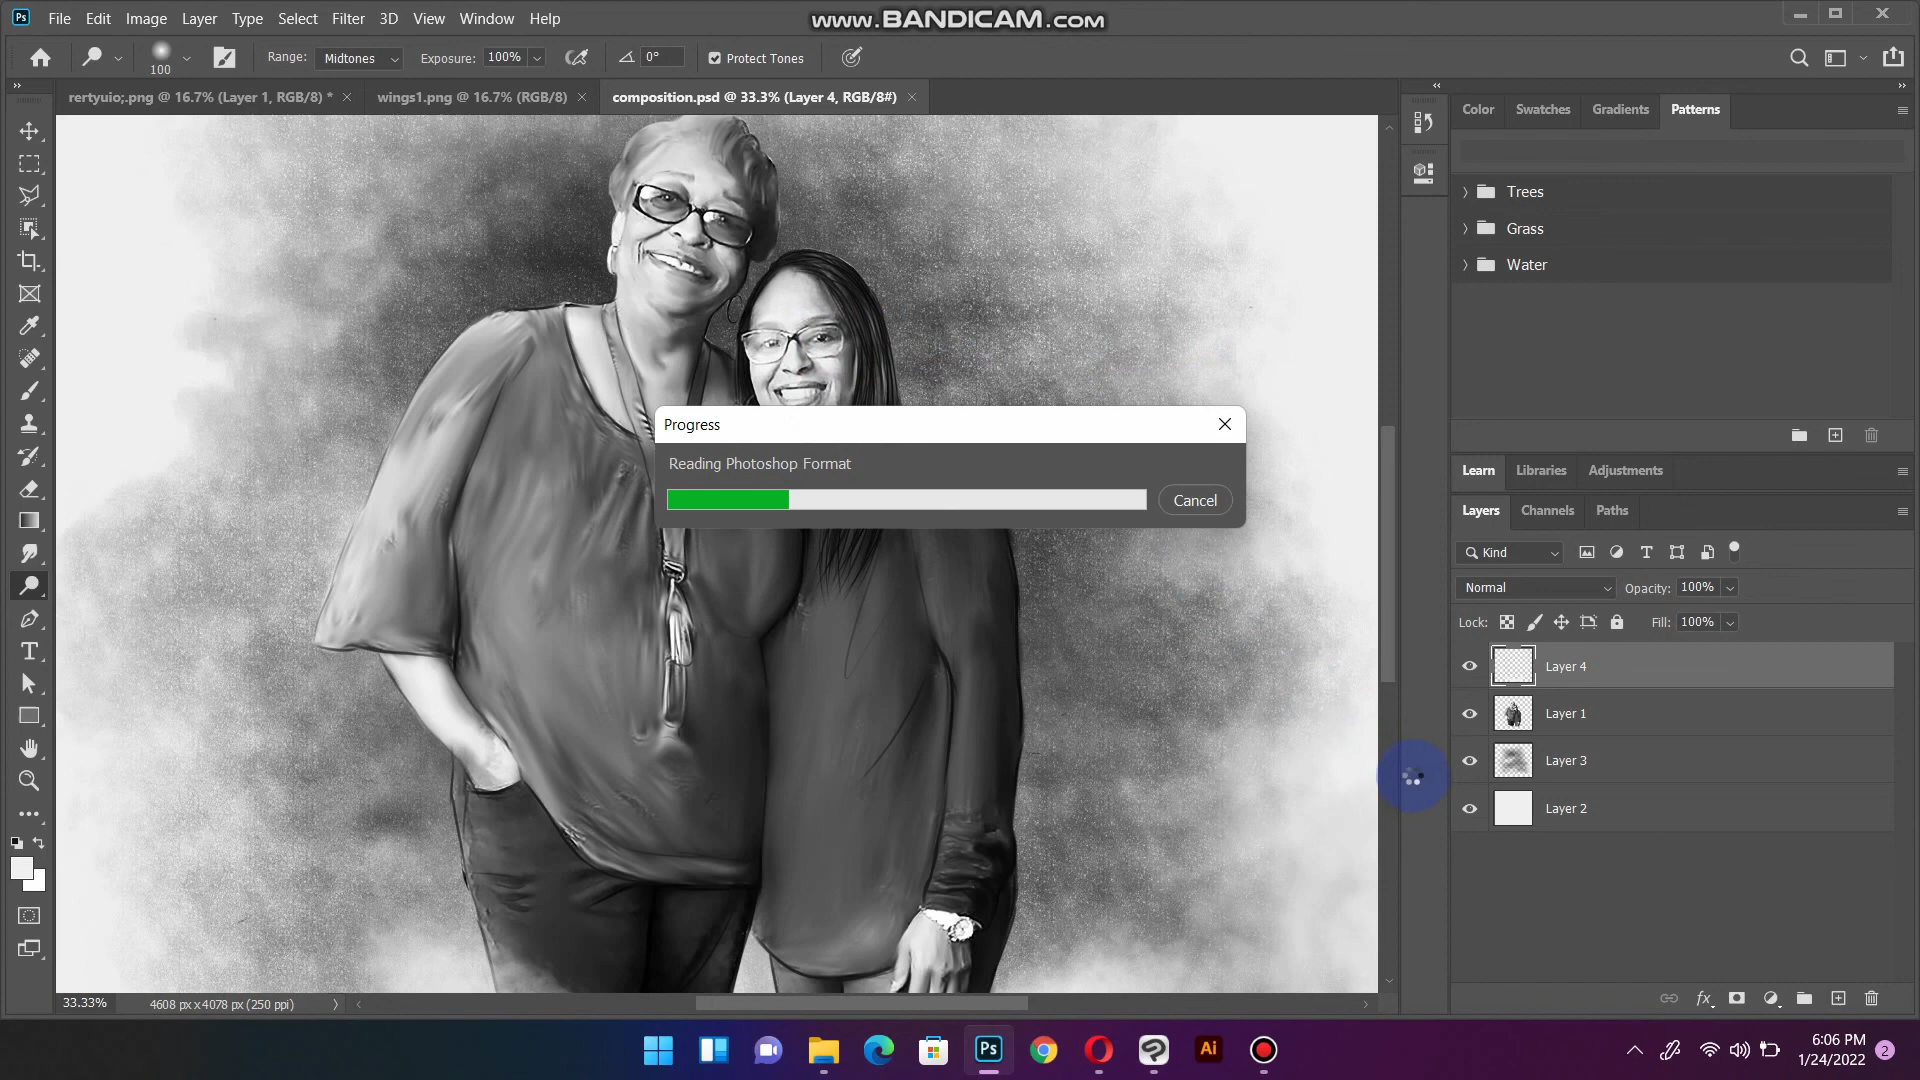 Ps File Edit Image Layer Type Select Filter 3D View Window Help
www.BANDICAM.com
100 Range: Midtones Exposure: 100% 0° Protect Tones
rertyuio;.png @ 16.7% (Layer 1, RGB/8) * wings1.png @ 16.7% (RGB/8) composition.psd @ 33.3% (Layer 4, RGB/8#)
Color Swatches Gradients Patterns
Trees
Grass
Water
Progress
Reading Photoshop Format
Cancel
Learn Libraries Adjustments
Layers Channels Paths
Kind
Normal Opacity: 100%
Lock: Fill: 100%
Layer 4
Layer 1
Layer 3
Layer 2
fx
33.33% 4608 px x 4078 px (250 ppi)
Ps Ai
6:06 PM
1/24/2022 2